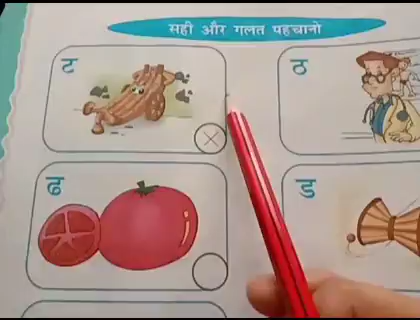 सही और गलत पहचानो
ट
ठ
ढ
ड